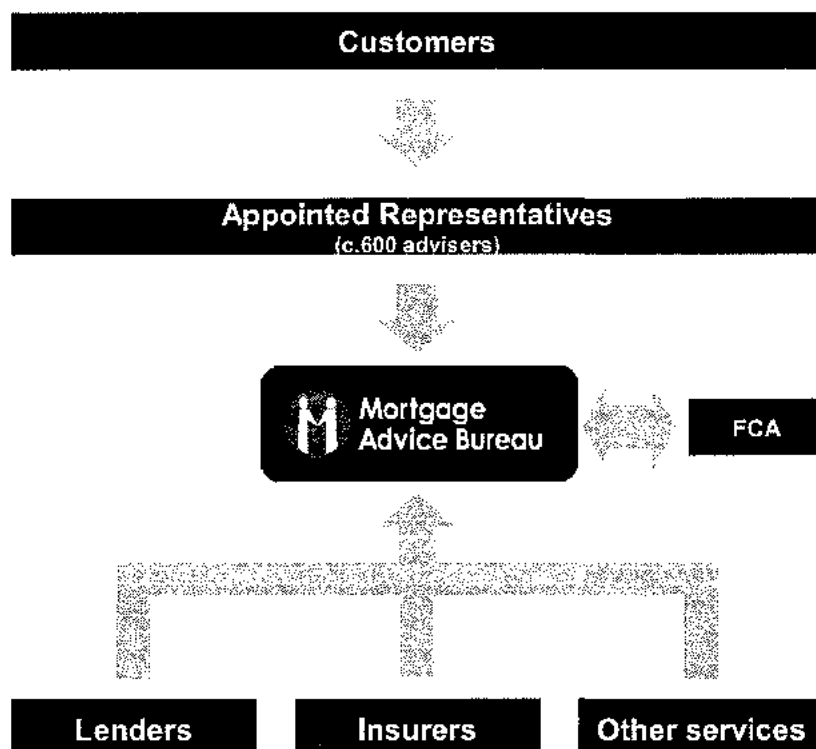 Customers
Appointed Representatives
(c.600 advisers)
Mortgage
Advice Bureau
FCA
Lenders
Insurers
Other services